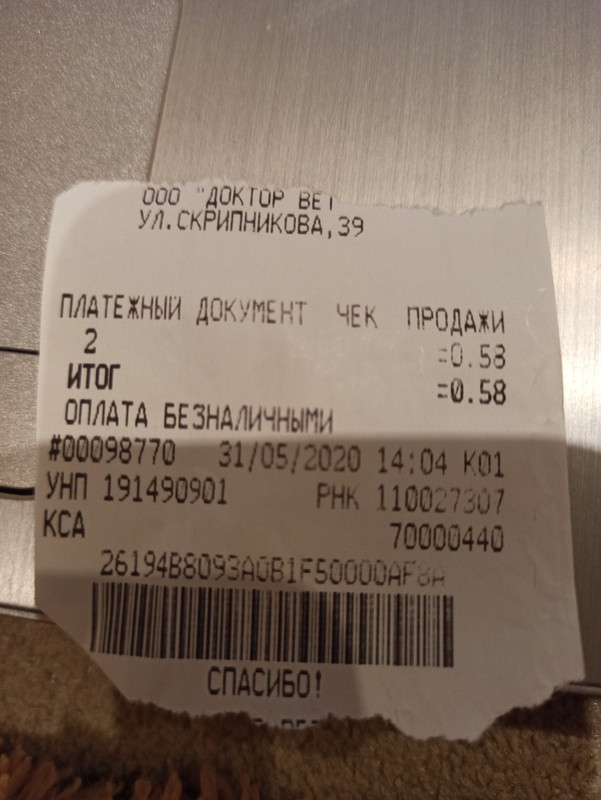 ООО "ДОКТОР ВЕТ
УЛ.СКРИПНИКОВА,39
ПЛАТЕЖНЫЙ ДОКУМЕНТ ЧЕК ПРОДАЖИ
2 =0.58
ИТОГ =0.58
ОПЛАТА БЕЗНАЛИЧНЫМИ
#00098770 31/05/2020 14:04 К01
УНП 191490901 РНК 110027307
КСА 70000440
26194B8093A0B1F50000AF8A
СПАСИБО!